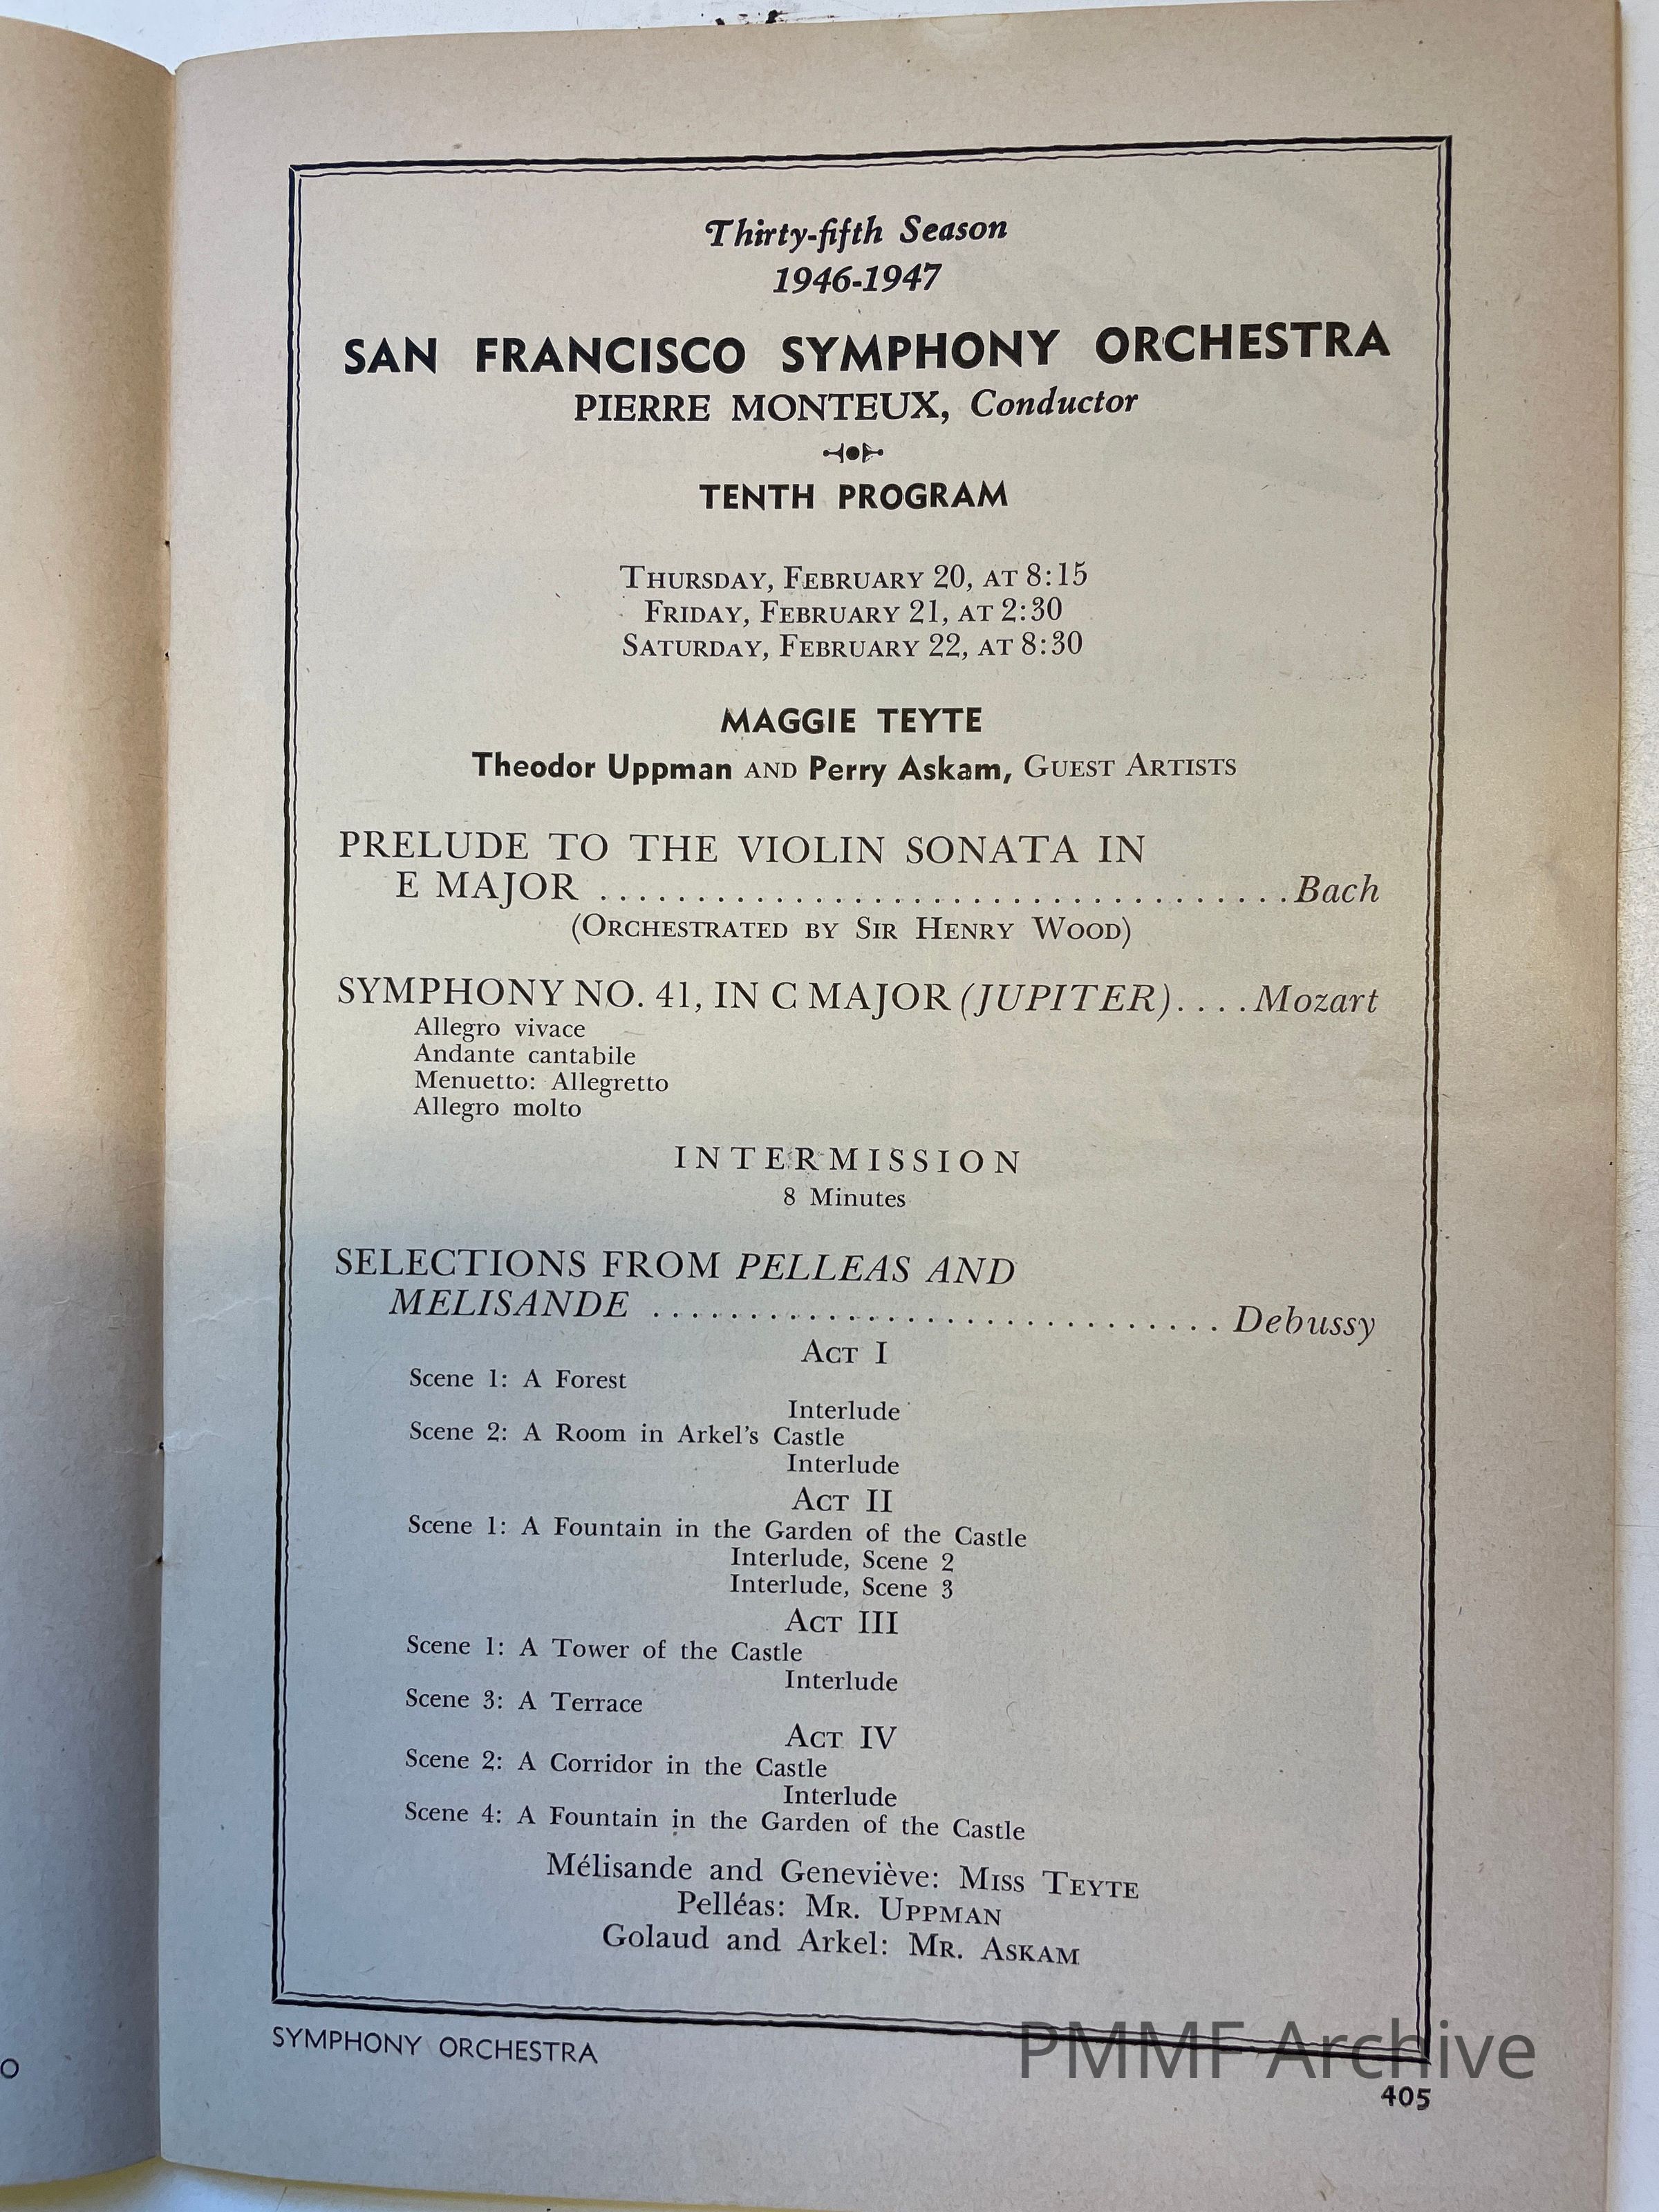 Thirty-fifth Season
1946-1947
SAN FRANCISCO SYMPHONY ORCHESTRA
PIERRE MONTEUX, Conductor
TENTH PROGRAM
THURSDAY, FEBRUARY 20, AT 8:15
FRIDAY, FEBRUARY 21, AT 2:30
SATURDAY, FEBRUARY 22, AT 8:30
MAGGIE TEYTE
Theodor Uppman AND Perry Askam, GUEST ARTISTS
PRELUDE TO THE VIOLIN SONATA IN
E MAJOR ................................... Bach
(ORCHESTRATED BY SIR HENRY WOOD)
SYMPHONY NO. 41, IN C MAJOR (JUPITER).... Mozart
Allegro vivace
Andante cantabile
Menuetto: Allegretto
Allegro molto
INTERMISSION
8 Minutes
SELECTIONS FROM PELLEAS AND
MELISANDE ............................. Debussy
ACT I
Scene 1: A Forest
Interlude
Scene 2: A Room in Arkel's Castle
Interlude
ACT II
Scene 1: A Fountain in the Garden of the Castle
Interlude, Scene 2
Interlude, Scene 3
ACT III
Scene 1: A Tower of the Castle
Interlude
Scene 3: A Terrace
ACT IV
Scene 2: A Corridor in the Castle
Interlude
Scene 4: A Fountain in the Garden of the Castle
Mélisande and Geneviève: MISS TEYTE
Pelléas: MR. UPPMAN
Golaud and Arkel: MR. ASKAM
SYMPHONY ORCHESTRA
PMMF Archive
405